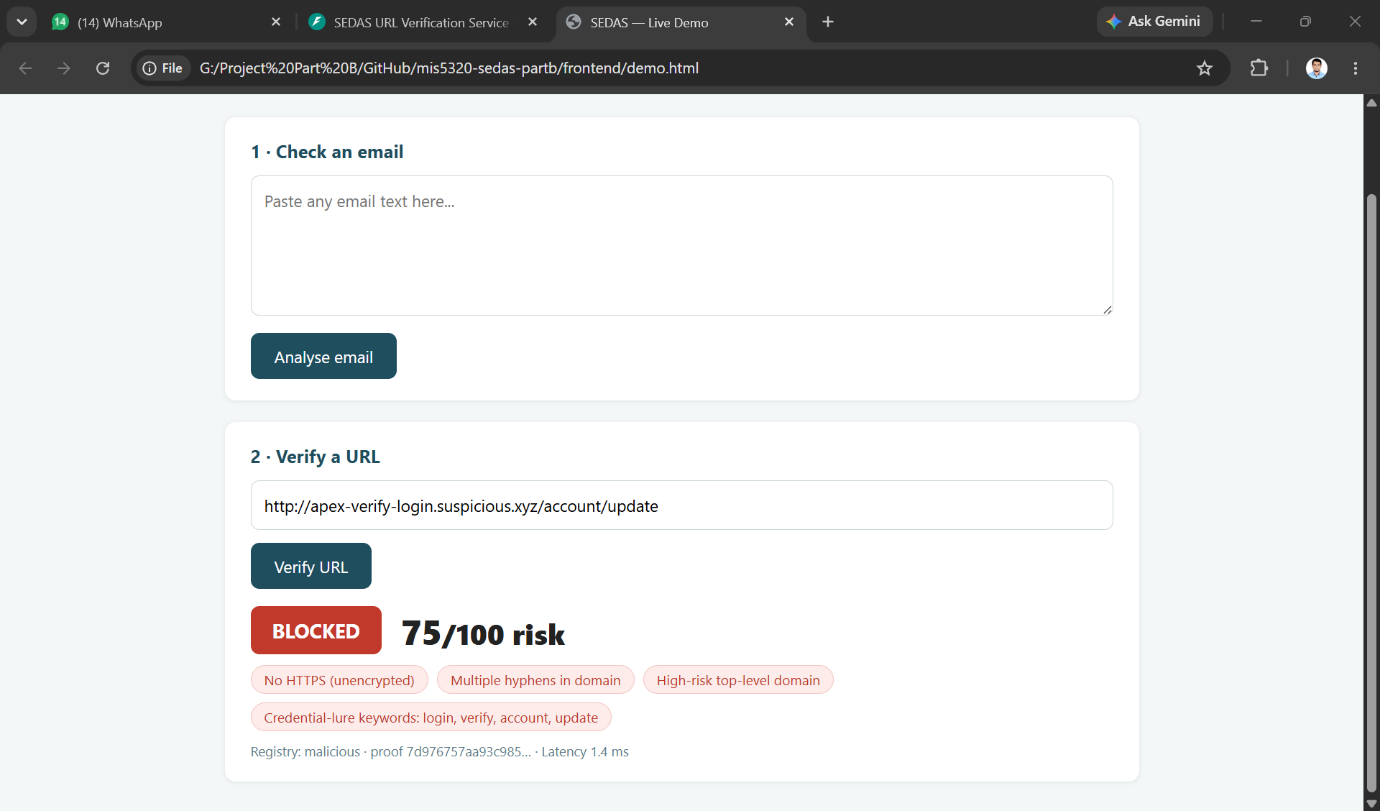 14 (14) WhatsApp SEDAS URL Verification Service SEDAS — Live Demo Ask Gemini
File G:/Project%20Part%20B/GitHub/mis5320-sedas-partb/frontend/demo.html
1 · Check an email
Paste any email text here...
Analyse email
2 · Verify a URL
http://apex-verify-login.suspicious.xyz/account/update
Verify URL
BLOCKED 75/100 risk
No HTTPS (unencrypted) Multiple hyphens in domain High-risk top-level domain
Credential-lure keywords: login, verify, account, update
Registry: malicious · proof 7d976757aa93c985... · Latency 1.4 ms